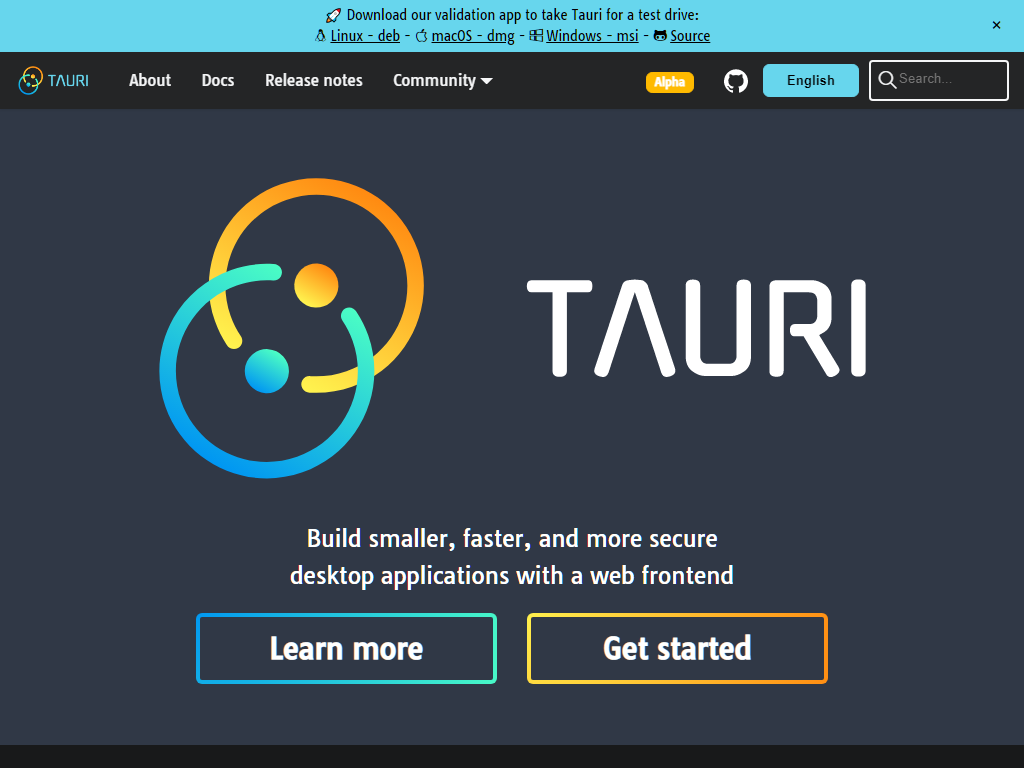 🚀 Download our validation app to take Tauri for a test drive:
Linux - deb - macOS - dmg - Windows - msi - Source
×
TAURI
About
Docs
Release notes
Community
Alpha
English
Search...
TAURI
Build smaller, faster, and more secure
desktop applications with a web frontend
Learn more
Get started